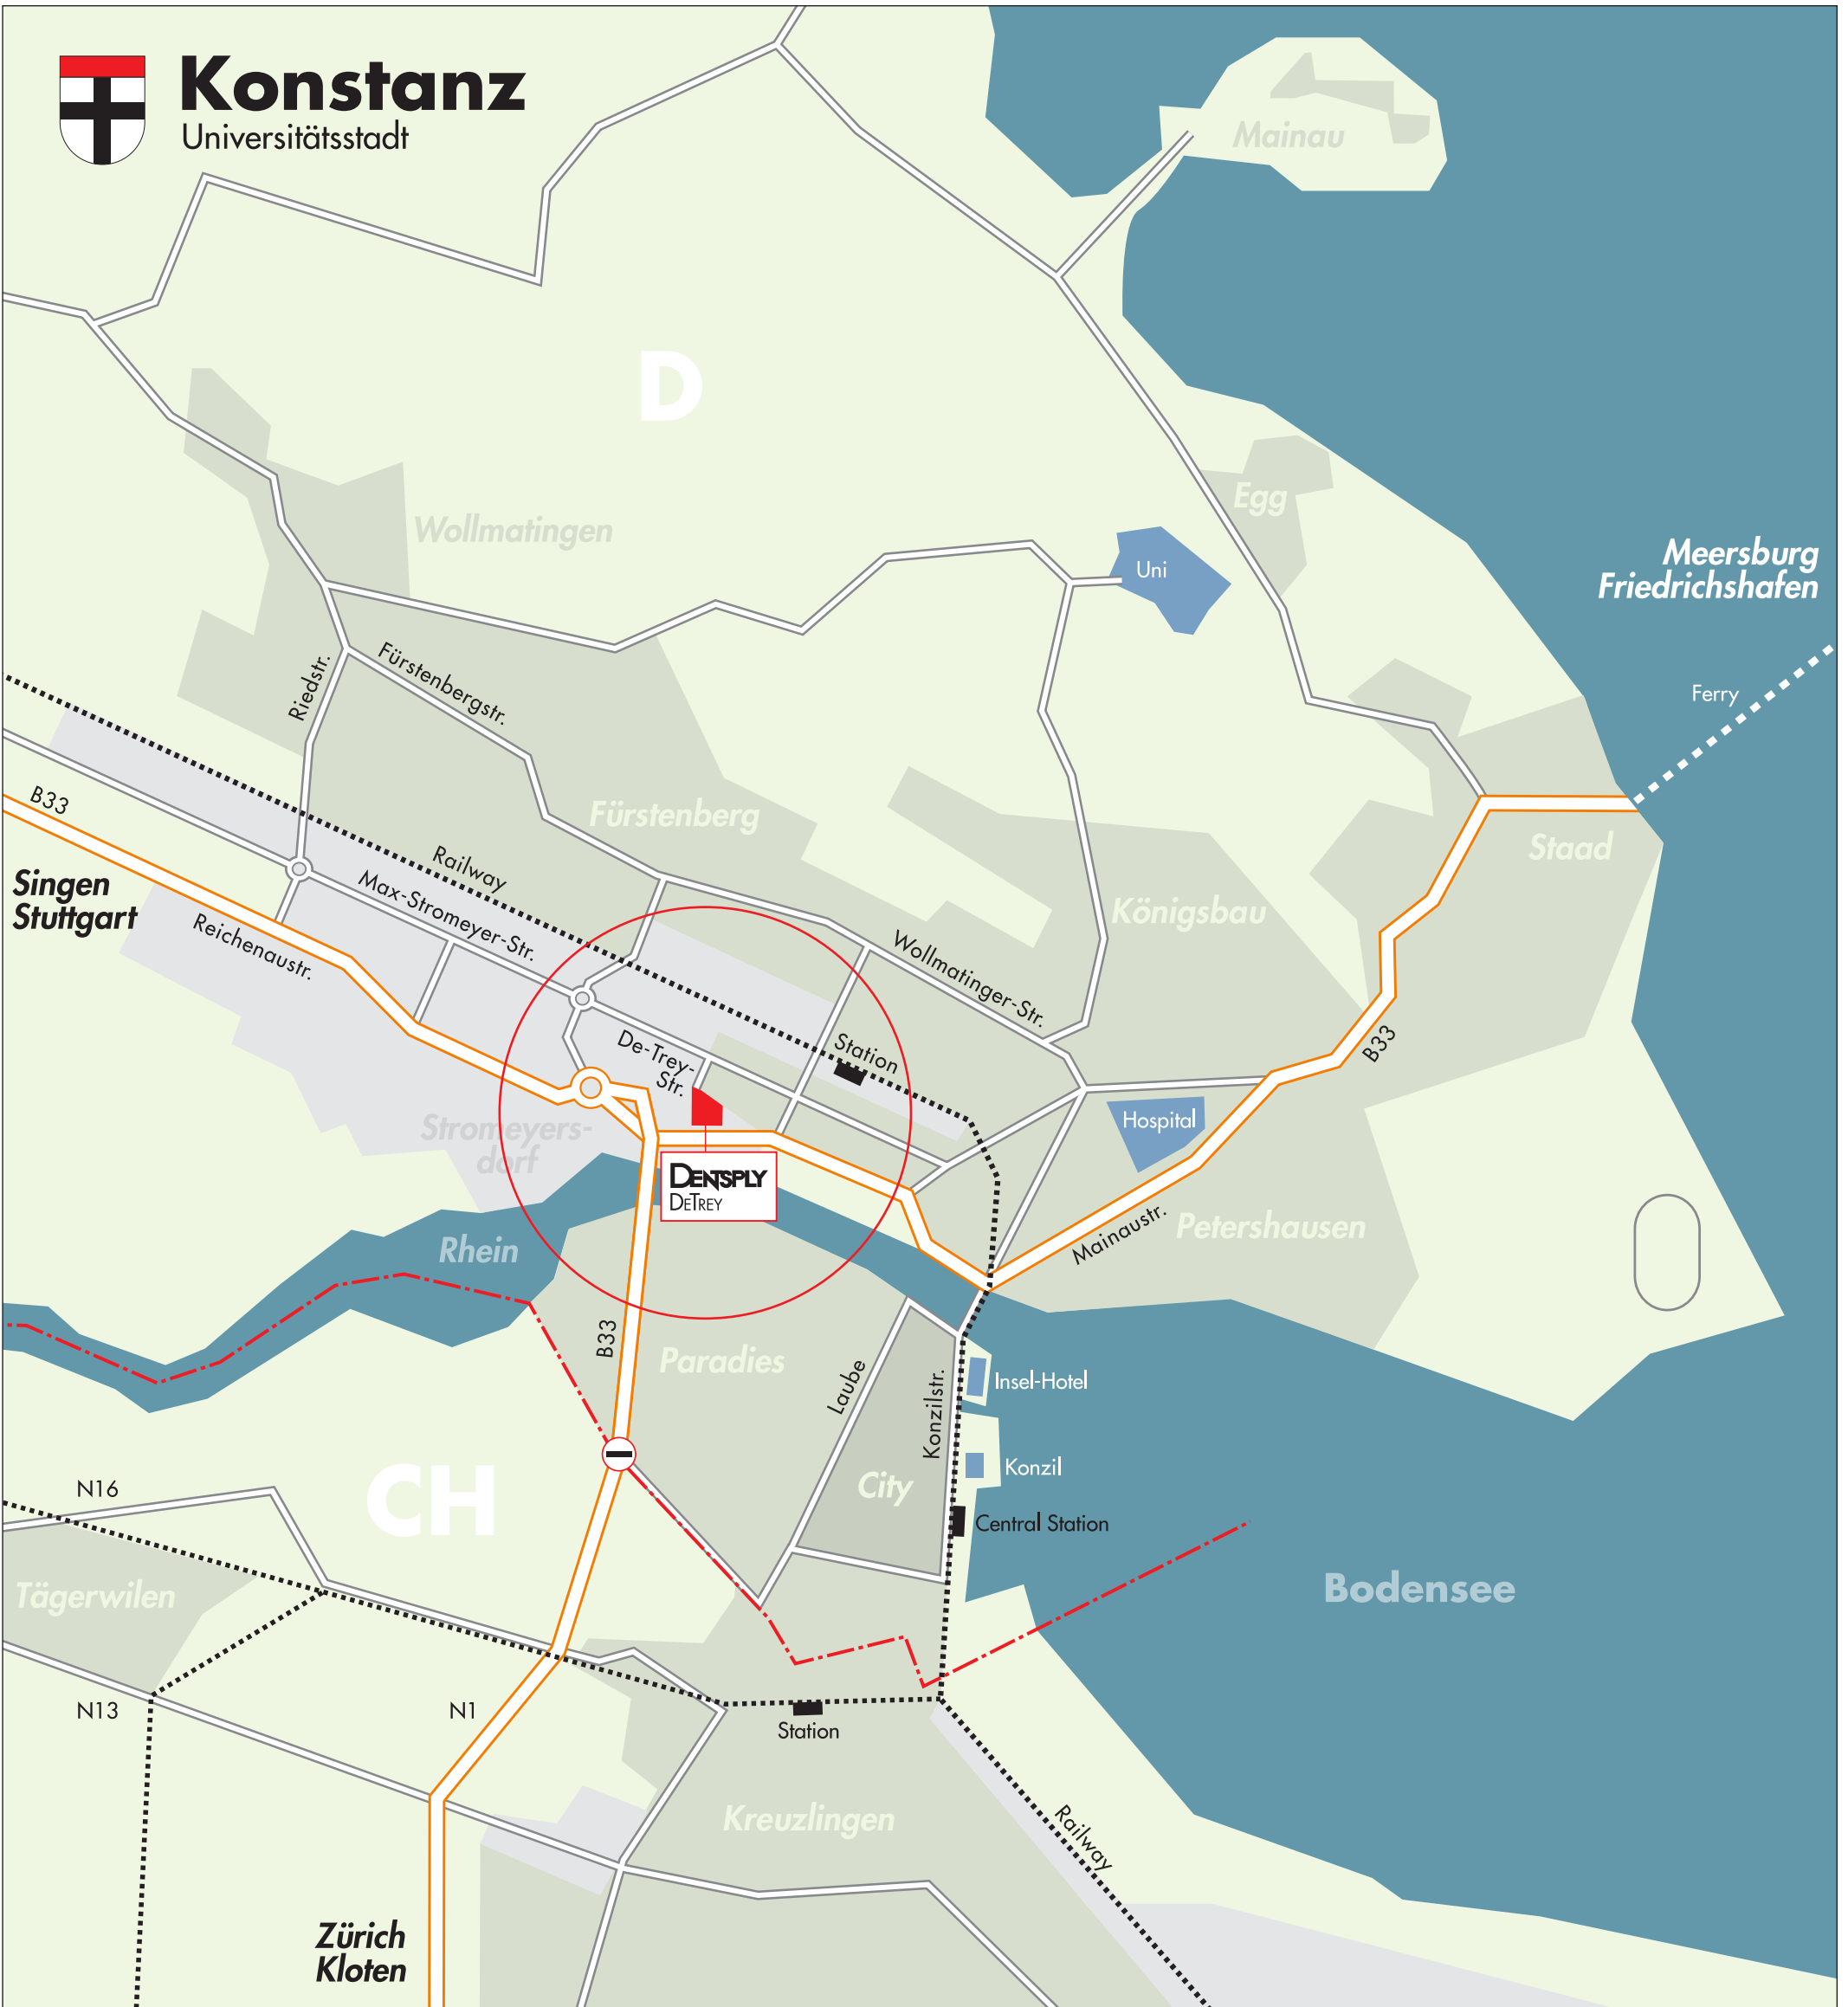 Konstanz
Universitätsstadt
Mainau
D
Egg
Wollmatingen
Meersburg
Friedrichshafen
Uni
Ferry
Riedstr.
Fürstenbergstr.
B33
Fürstenberg
Staad
Railway
Singen
Stuttgart
Max-Stromeyer-Str.
Königsbau
Reichenaustr.
Wollmatinger-Str.
De-Trey-
Str.
Station
B33
Stromeyers-
dorf
Hospital
DENTSPLY
DETREY
Rhein
Mainaustr.
Petershausen
B33
Paradies
Laube
Konzilstr.
Insel-Hotel
Konzil
City
N16
CH
Central Station
Tägerwilen
Bodensee
N13
N1
Station
Kreuzlingen
Railway
Zürich
Kloten